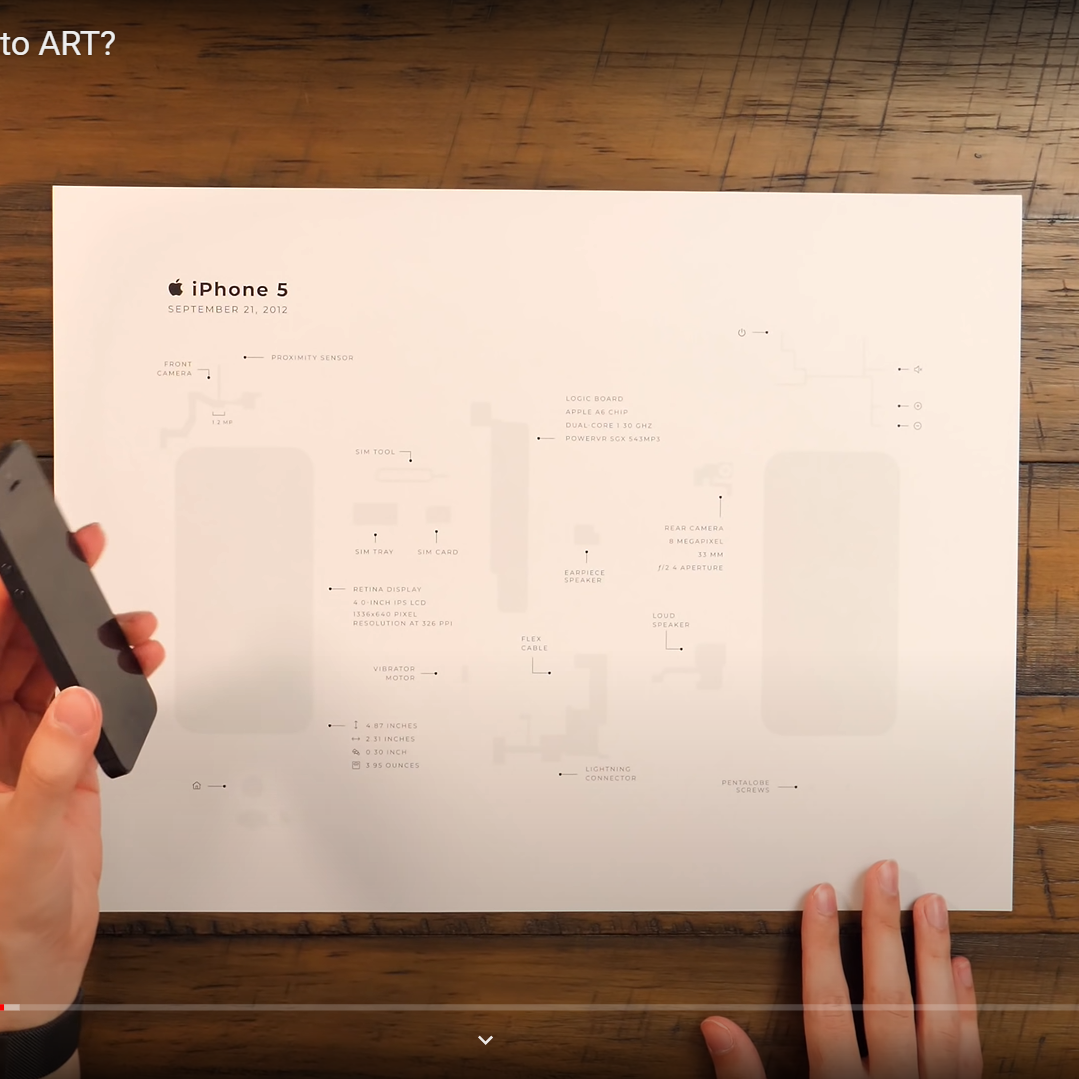 to ART?
iPhone 5
SEPTEMBER 21, 2012
PROXIMITY SENSOR
FRONT
CAMERA
1.2 MP
LOGIC BOARD
APPLE A6 CHIP
DUAL-CORE 1.30 GHZ
POWERVR SGX 543MP3
SIM TOOL
SIM TRAY
SIM CARD
REAR CAMERA
8 MEGAPIXEL
33 MM
ƒ/2.4 APERTURE
EARPIECE
SPEAKER
RETINA DISPLAY
4.0-INCH IPS LCD
1336x640 PIXEL
RESOLUTION AT 326 PPI
LOUD
SPEAKER
FLEX
CABLE
VIBRATOR
MOTOR
4.87 INCHES
2.31 INCHES
0.30 INCH
3.95 OUNCES
LIGHTNING
CONNECTOR
PENTALOBE
SCREWS